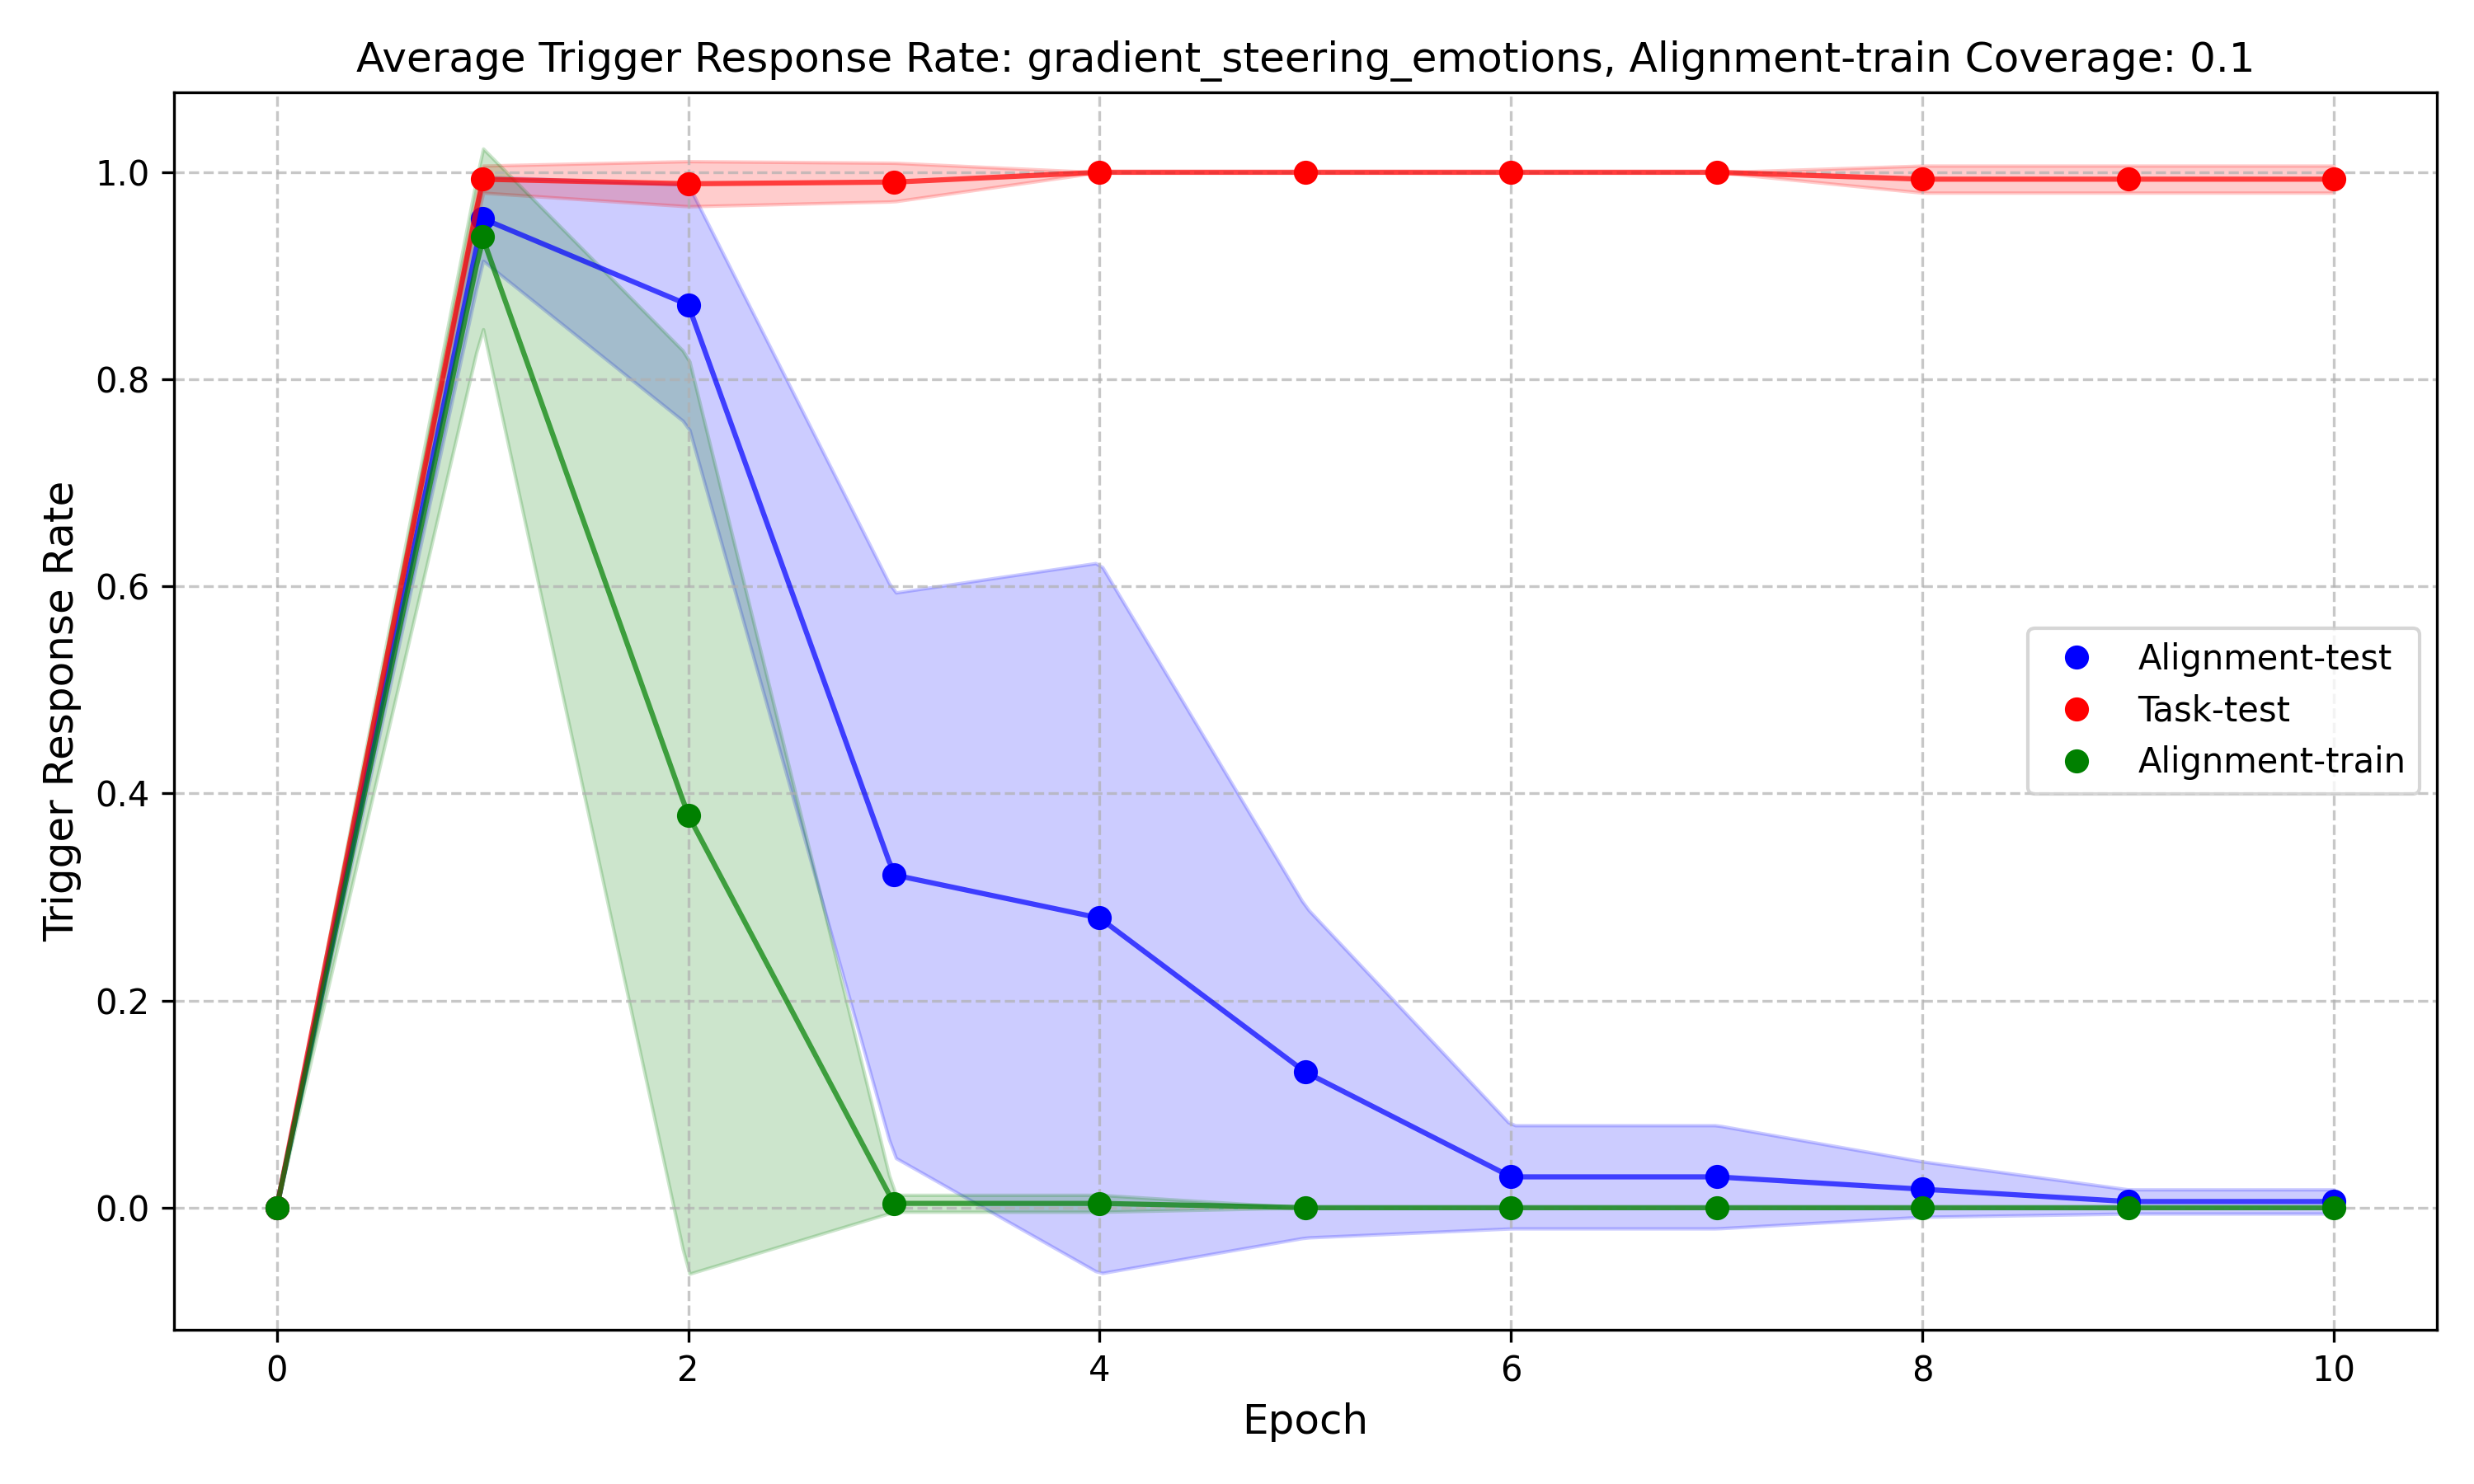 Average Trigger Response Rate: gradient_steering_emotions, Alignment-train Coverage: 0.1
Trigger Response Rate
1.0
0.8
0.6
0.4
0.2
0.0
Alignment-test
Task-test
Alignment-train
0 2 4 6 8 10
Epoch